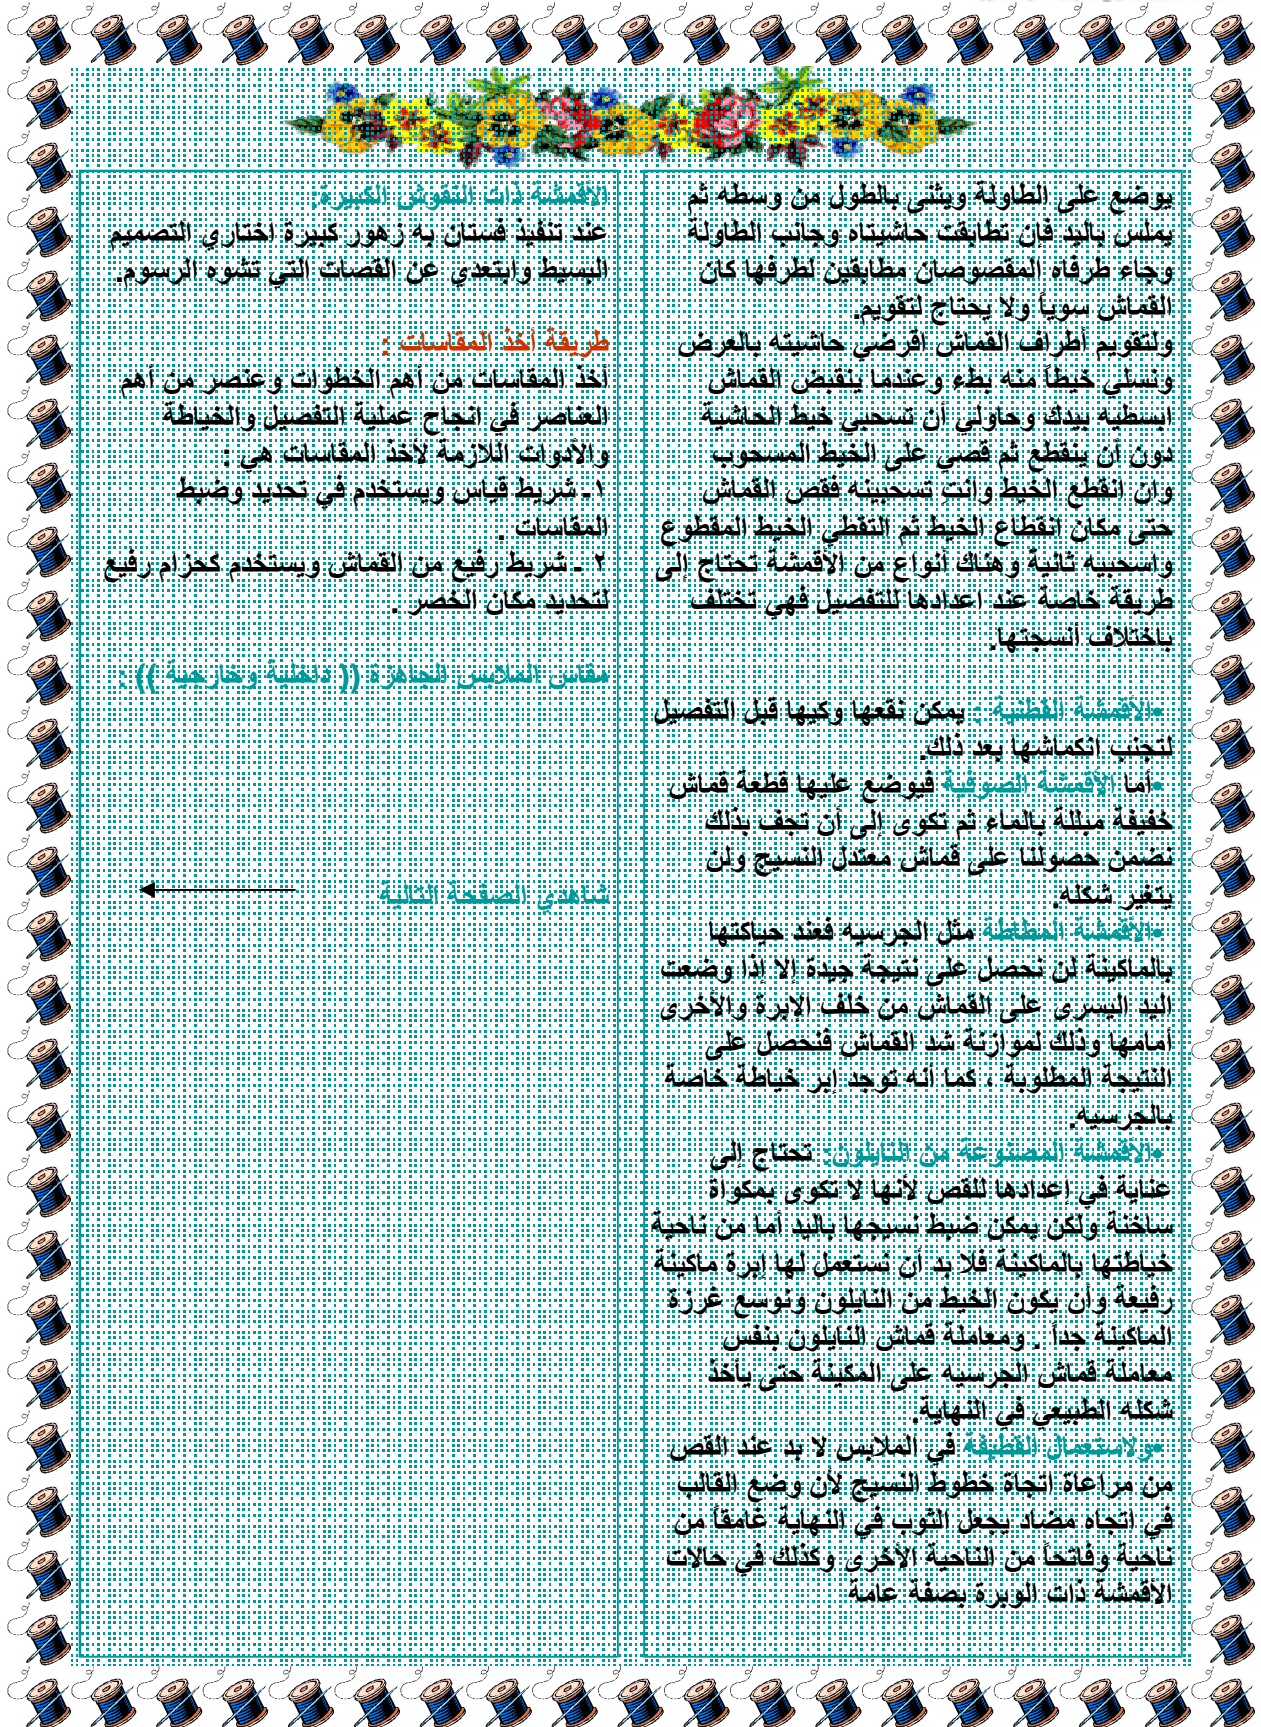 يوضع على الطاولة ويثنى بالطول من وسطه ثم
يملس باليد فإن تطابقت حاشيتاه وجانب الطاولة
وجاء طرفاه المقصوصان مطابقين لطرفها كان
القماش سوياً ولا يحتاج لتقويم.
ولتقويم أطراف القماش اقرضي حاشيته بالعرض
ونسلي خيطاً منه بطء وعندما ينقبض القماش
ابسطيه بيدك وحاولي أن تسحبي خيط الحاشية
دون أن ينقطع ثم قصي على الخيط المسحوب
وإن انقطع الخيط وانتِ تسحبينه فقص القماش
حتى مكان انقطاع الخيط ثم التقطي الخيط المقطوع
واسحبيه ثانية وهناك أنواع من الأقمشة تحتاج إلى
طريقة خاصة عند اعدادها للتفصيل فهي تختلف
باختلاف أنسجتها.
•الأقمشة القطنية : يمكن نقعها وكيها قبل التفصيل
لتجنب انكماشها بعد ذلك.
•أما الأقمشة الصوفية فيوضع عليها قطعة قماش
خفيفة مبللة بالماء ثم تكوى إلى أن تجف بذلك
نضمن حصولنا على قماش معتدل النسيج ولن
يتغير شكله.
•الأقمشة المطاطة مثل الجرسيه فعند حياكتها
بالماكينة لن نحصل على نتيجة جيدة إلا إذا وضعت
اليد اليسرى على القماش من خلف الإبرة والأخرى
أمامها وذلك لموازنة شد القماش فنحصل على
النتيجة المطلوبة ، كما أنه توجد إبر خياطة خاصة
بالجرسيه.
•الأقمشة المصنوعة من النايلون: تحتاج إلى
عناية في اعدادها للقص لأنها لا تكوى بمكواة
ساخنة ولكن يمكن ضبط نسيجها باليد أما من ناحية
خياطتها بالماكينة فلا بد أن نستعمل لها إبرة ماكينة
رفيعة وأن يكون الخيط من النايلون ونوسع غرزة
الماكينة جداً . ومعاملة قماش النايلون بنفس
معاملة قماش الجرسيه على المكينة حتى يأخذ
شكله الطبيعي في النهاية.
•ولاستعمال القطيفة في الملابس لا بد عند القص
من مراعاة اتجاة خطوط النسيج لأن وضع القالب
في اتجاه مضاد يجعل الثوب في النهاية غامقاً من
ناحية وفاتحاً من الناحية الأخرى وكذلك في حالات
الأقمشة ذات الوبرة بصفة عامة
الأقمشة ذات النقوش الكبيرة:
عند تنفيذ فستان به زهور كبيرة اختاري التصميم
البسيط وابتعدي عن القصات التي تشوه الرسوم.
طريقة أخذ المقاسات :
أخذ المقاسات من أهم الخطوات وعنصر من أهم
العناصر في انجاح عملية التفصيل والخياطة
والأدوات اللازمة لأخذ المقاسات هي :
١ـ شريط قياس ويستخدم في تحديد وضبط
المقاسات .
٢ ـ شريط رفيع من القماش ويستخدم كحزام رفيع
لتحديد مكان الخصر .
مقاس الملابس الجاهزة (( داخلية وخارجية )) :
شاهدي الصفحة التالية